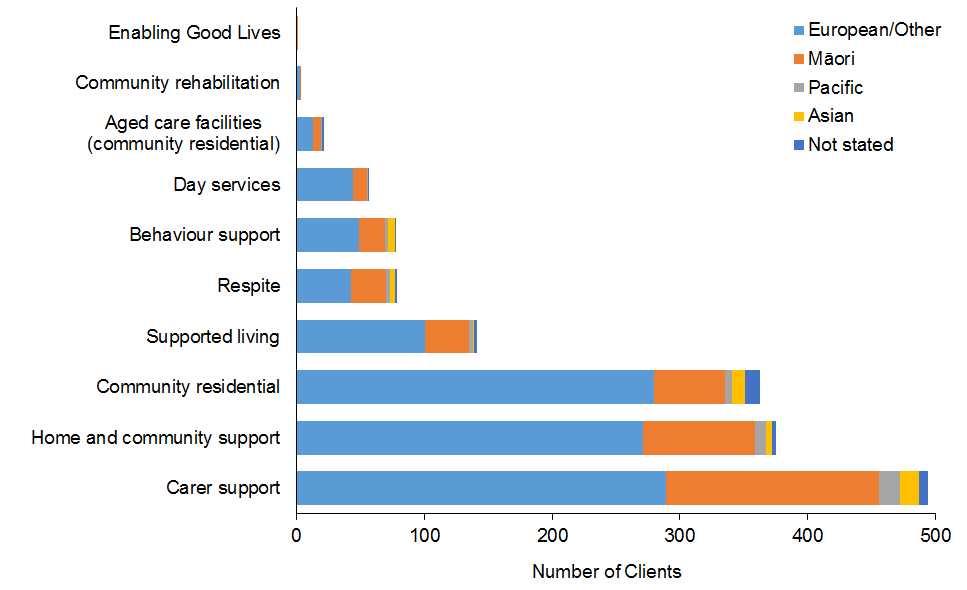 Enabling Good Lives
Community rehabilitation
Aged care facilities
(community residential)
Day services
Behaviour support
Respite
Supported living
Community residential
Home and community support
Carer support
European/Other
Māori
Pacific
Asian
Not stated
0 100 200 300 400 500
Number of Clients